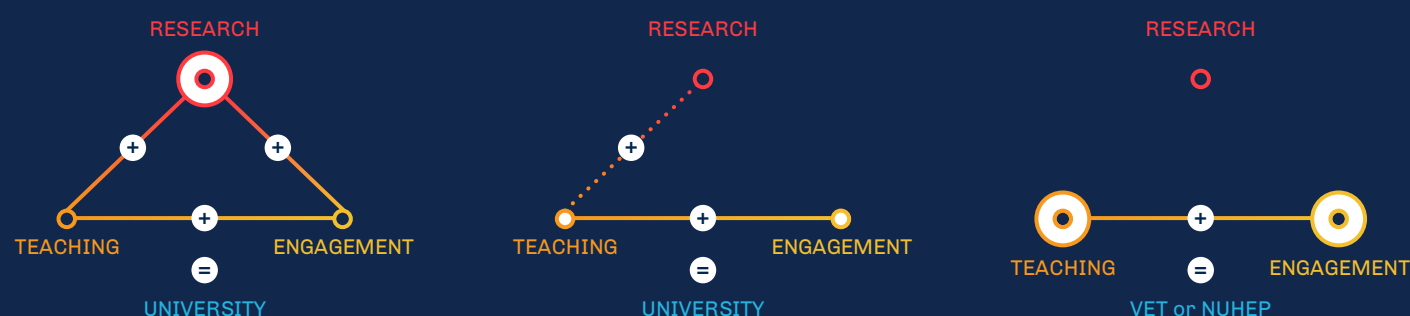 RESEARCH
+
+
+
TEACHING
ENGAGEMENT
=
UNIVERSITY
RESEARCH
+
+
TEACHING
ENGAGEMENT
=
UNIVERSITY
RESEARCH
+
TEACHING
ENGAGEMENT
=
VET or NUHEP